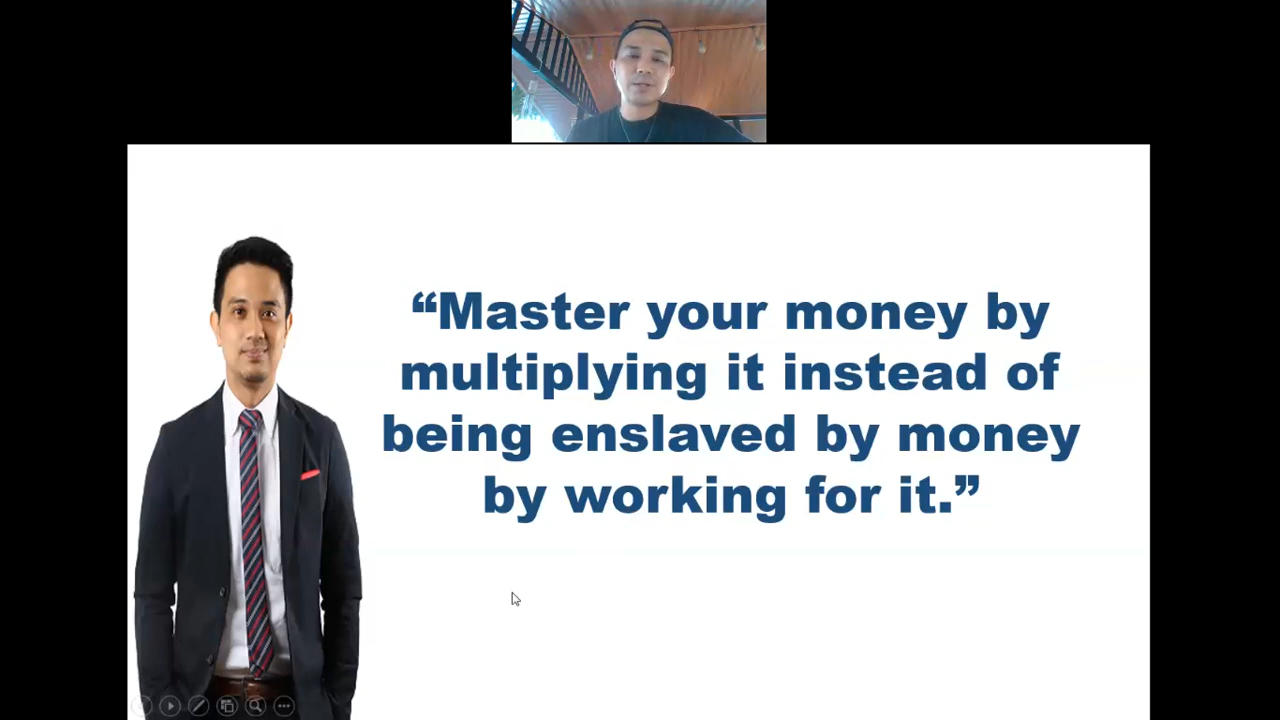 “Master your money by
multiplying it instead of
being enslaved by money
by working for it.”